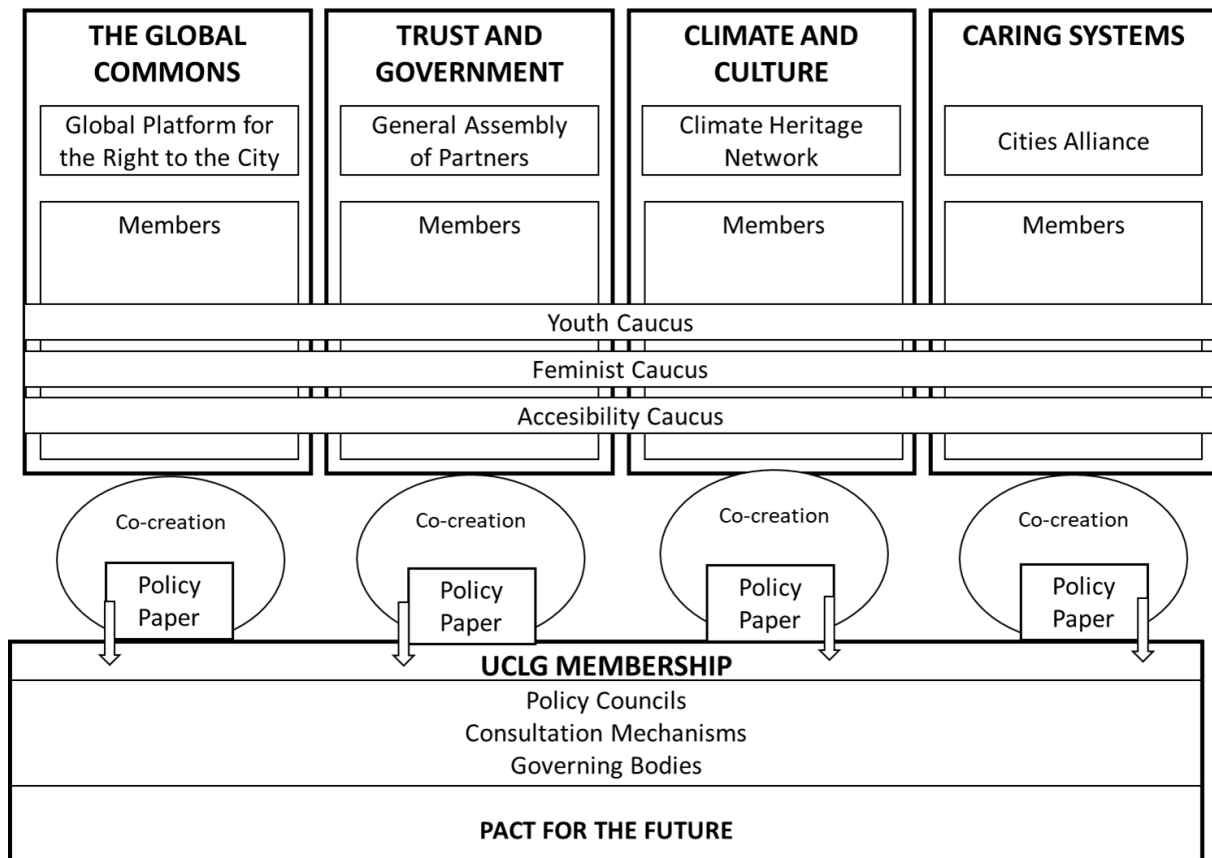 THE GLOBAL
COMMONS
Global Platform for
the Right to the City
Members
TRUST AND
GOVERNMENT
General Assembly
of Partners
Members
CLIMATE AND
CULTURE
Climate Heritage
Network
Members
CARING SYSTEMS
Cities Alliance
Members
Youth Caucus
Feminist Caucus
Accesibility Caucus
Co-creation
Policy
Paper
Co-creation
Policy
Paper
Co-creation
Policy
Paper
Co-creation
Policy
Paper
UCLG MEMBERSHIP
Policy Councils
Consultation Mechanisms
Governing Bodies
PACT FOR THE FUTURE